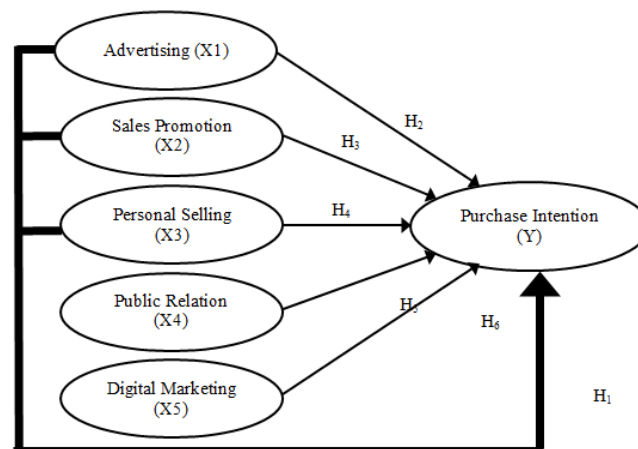 Advertising (X1)
Sales Promotion
(X2)
Personal Selling
(X3)
Public Relation
(X4)
Digital Marketing
(X5)
H2
H3
H4
H5
H6
H1
Purchase Intention
(Y)